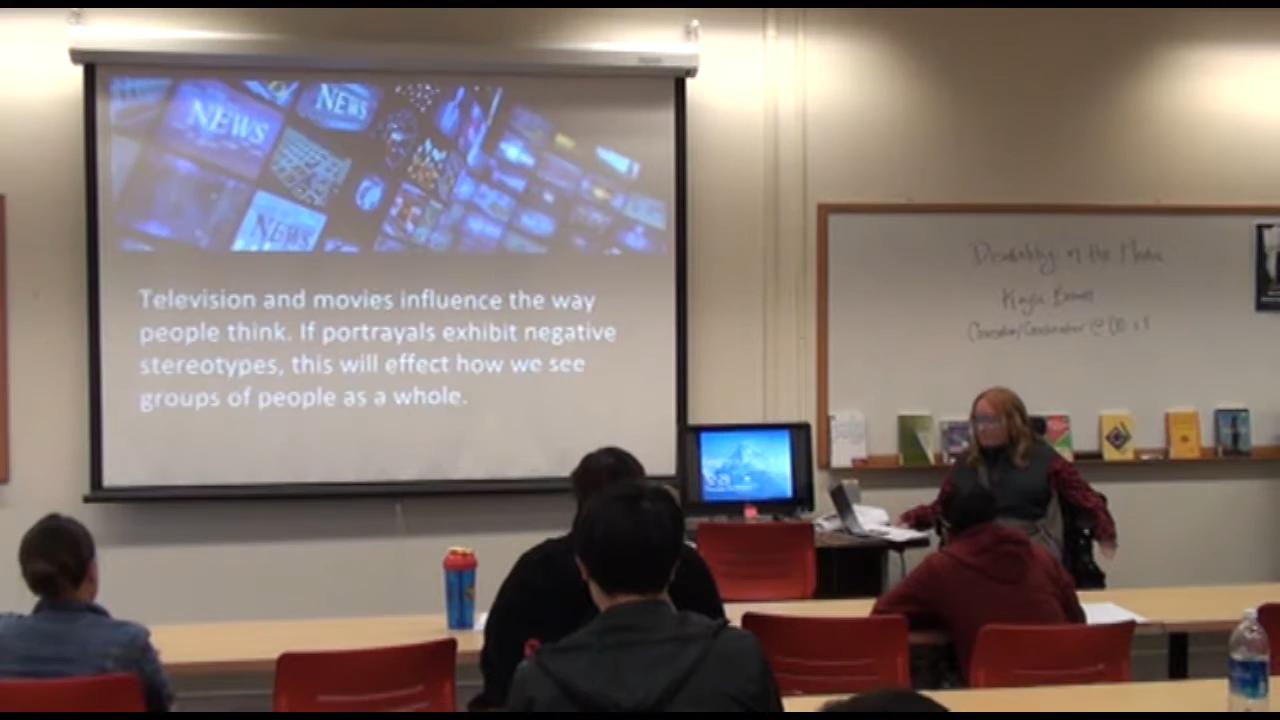 NEWS
NEWS
NEWS
Television and movies influence the way
people think. If portrayals exhibit negative
stereotypes, this will effect how we see
groups of people as a whole.
Disability in the Media